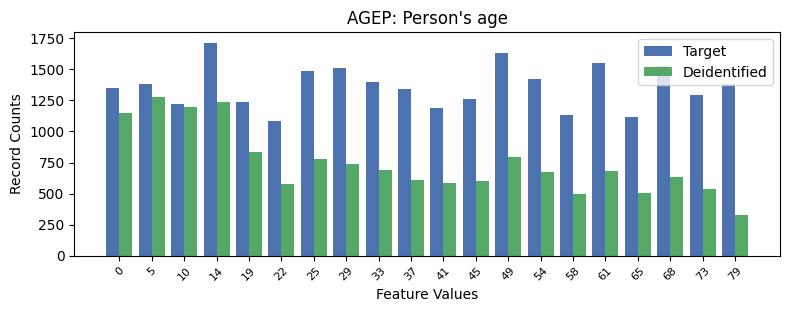 AGEP: Person's age
Target
Deidentified
Record Counts
1750
1500
1250
1000
750
500
250
0
0 5 10 14 19 22 25 29 33 37 41 45 49 54 58 61 65 68 73 79
Feature Values